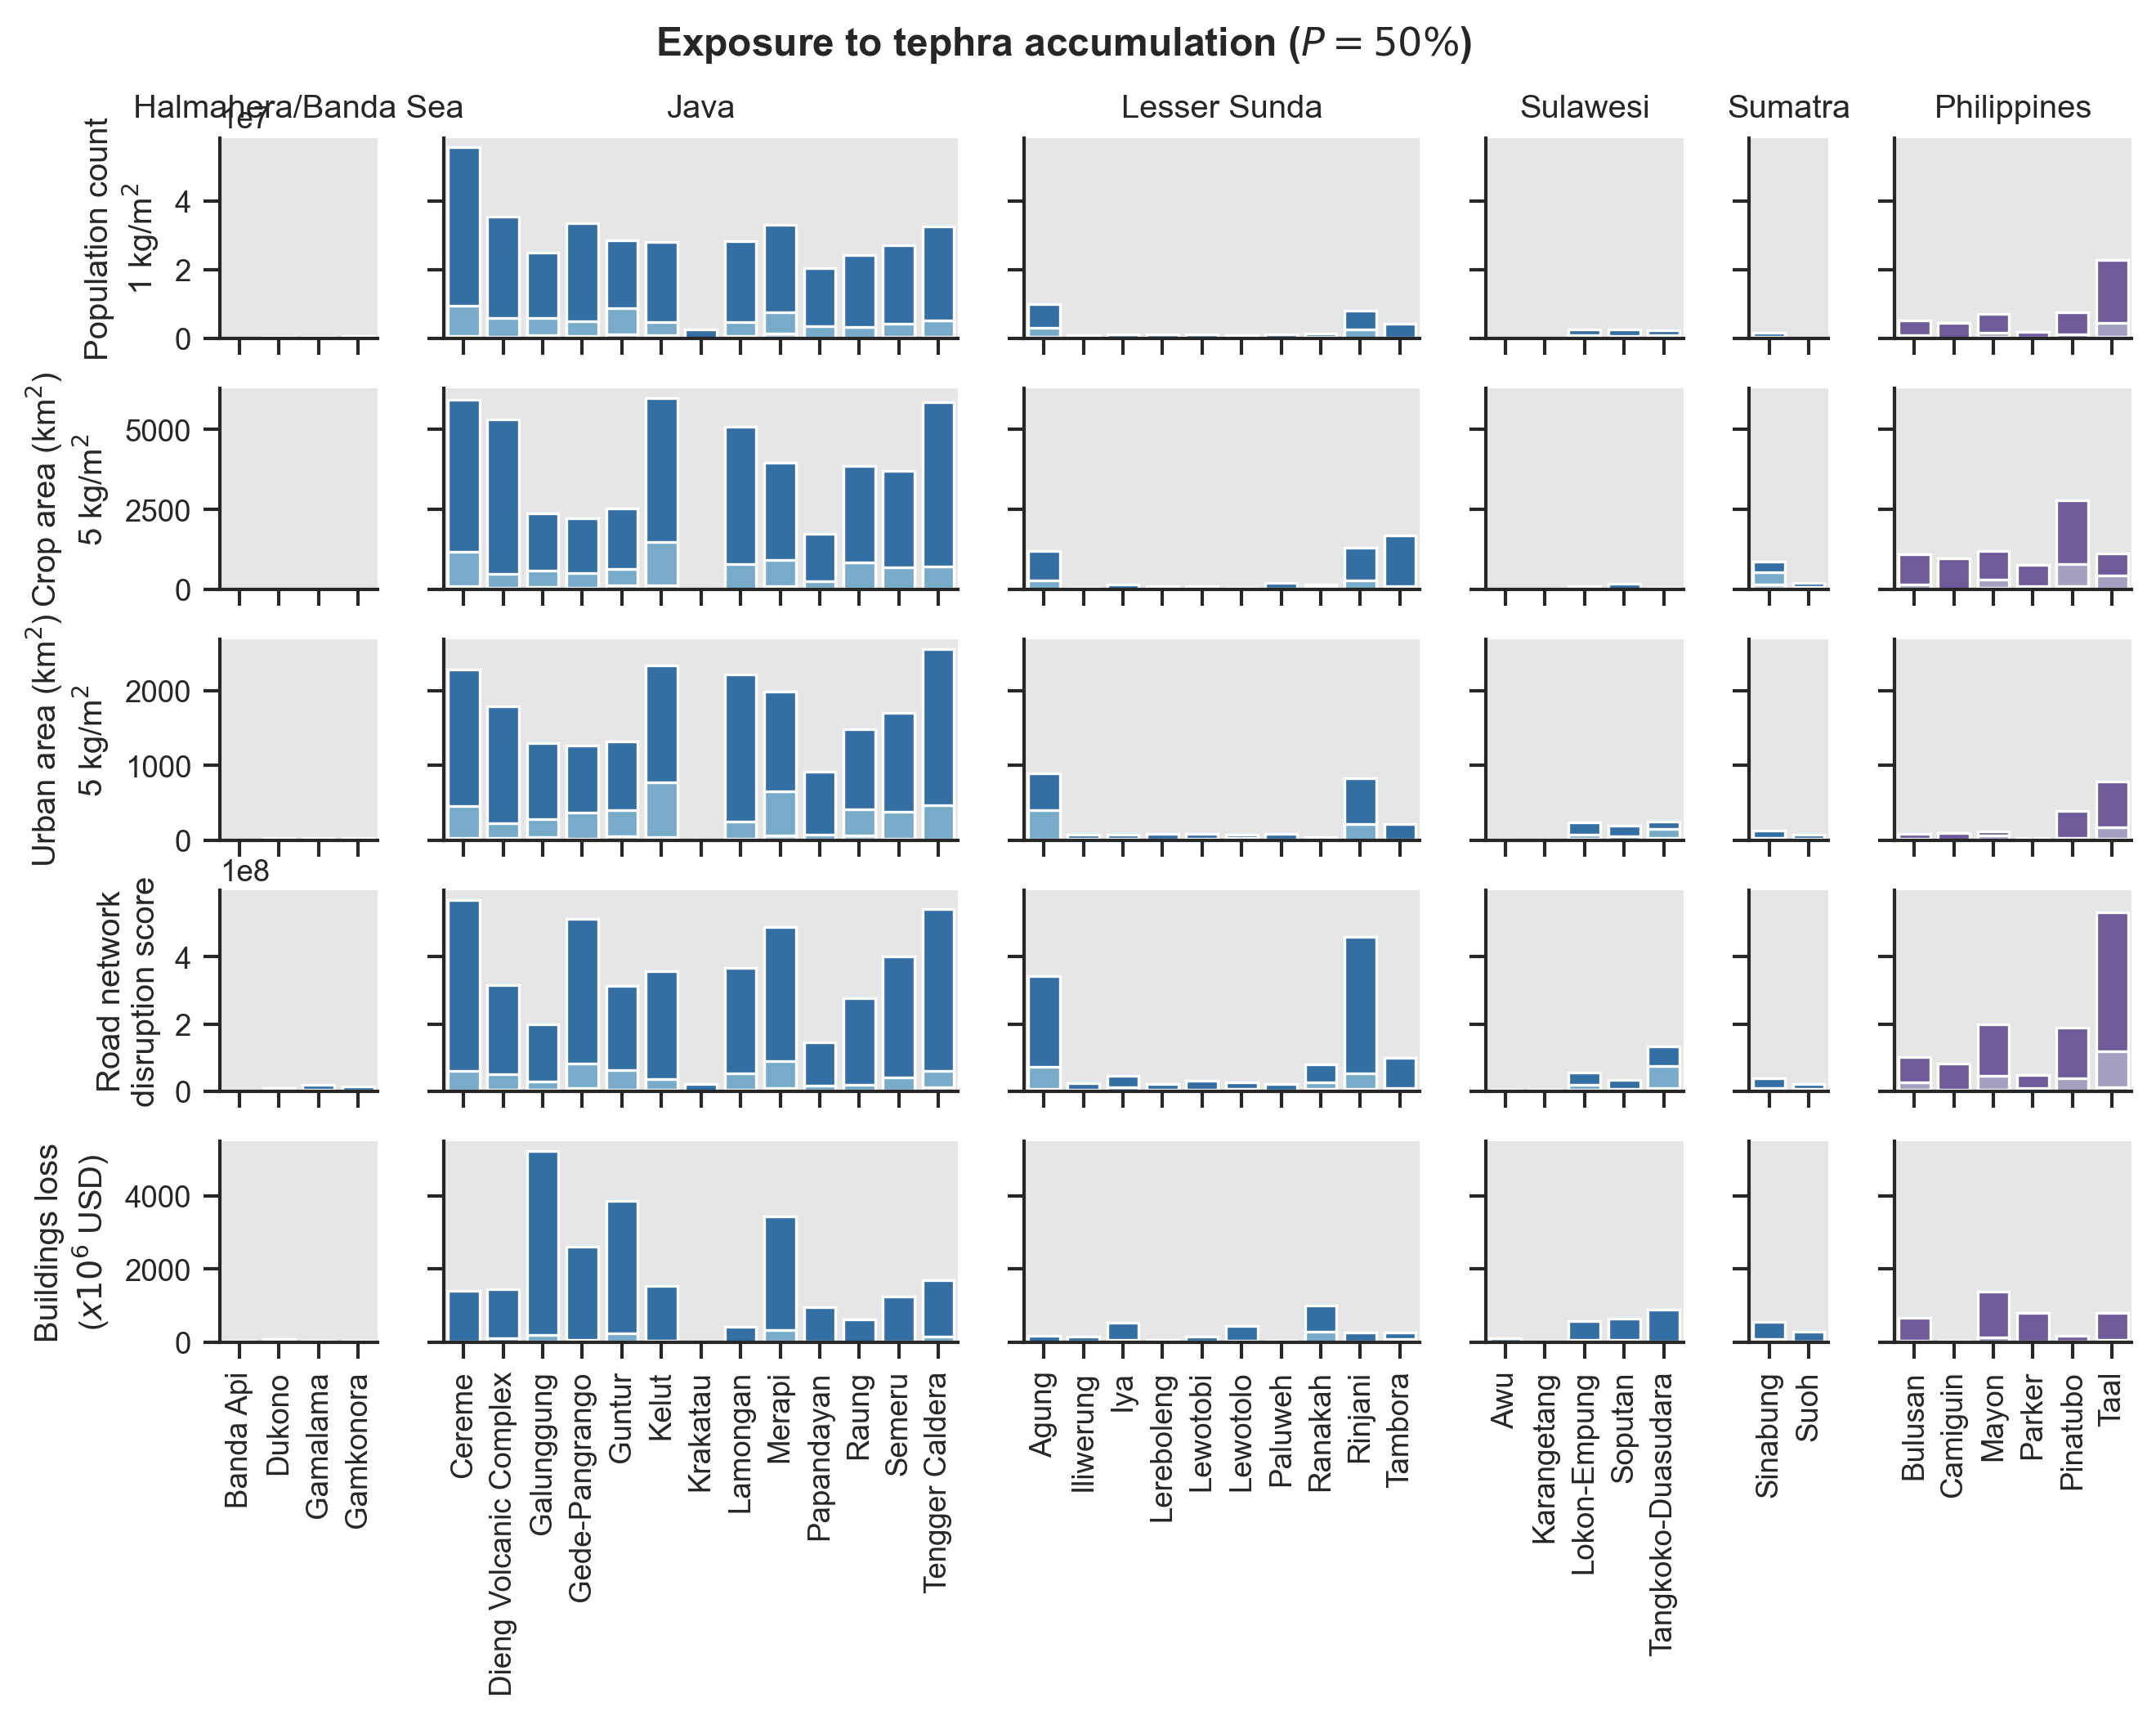 Exposure to tephra accumulation (P = 50%)
Halmahera/Banda Sea
Java
Lesser Sunda
Sulawesi
Sumatra
Philippines
1e7
Population count
1 kg/m²
4
2
0
Crop area (km²)
5 kg/m²
5000
2500
0
Urban area (km²)
5 kg/m²
2000
1000
0
1e8
Road network
disruption score
4
2
0
Buildings loss
(x10⁶ USD)
4000
2000
0
Banda Api
Dukono
Gamalama
Gamkonora
Cereme
Dieng Volcanic Complex
Galunggung
Gede-Pangrango
Guntur
Kelut
Krakatau
Lamongan
Merapi
Papandayan
Raung
Semeru
Tengger Caldera
Agung
Iliwerung
Iya
Lereboleng
Lewotobi
Lewotolo
Paluweh
Ranakah
Rinjani
Tambora
Awu
Karangetang
Lokon-Empung
Soputan
Tangkoko-Duasudara
Sinabung
Suoh
Bulusan
Camiguin
Mayon
Parker
Pinatubo
Taal